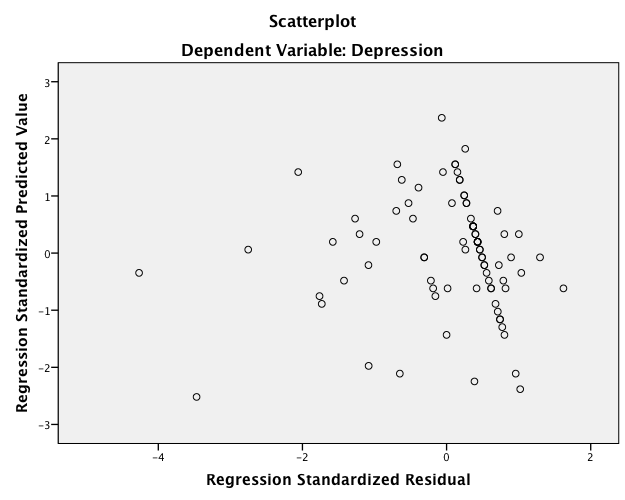 Scatterplot
Dependent Variable: Depression
Regression Standardized Predicted Value
3
2
1
0
−1
−2
−3
−4
−2
0
2
Regression Standardized Residual